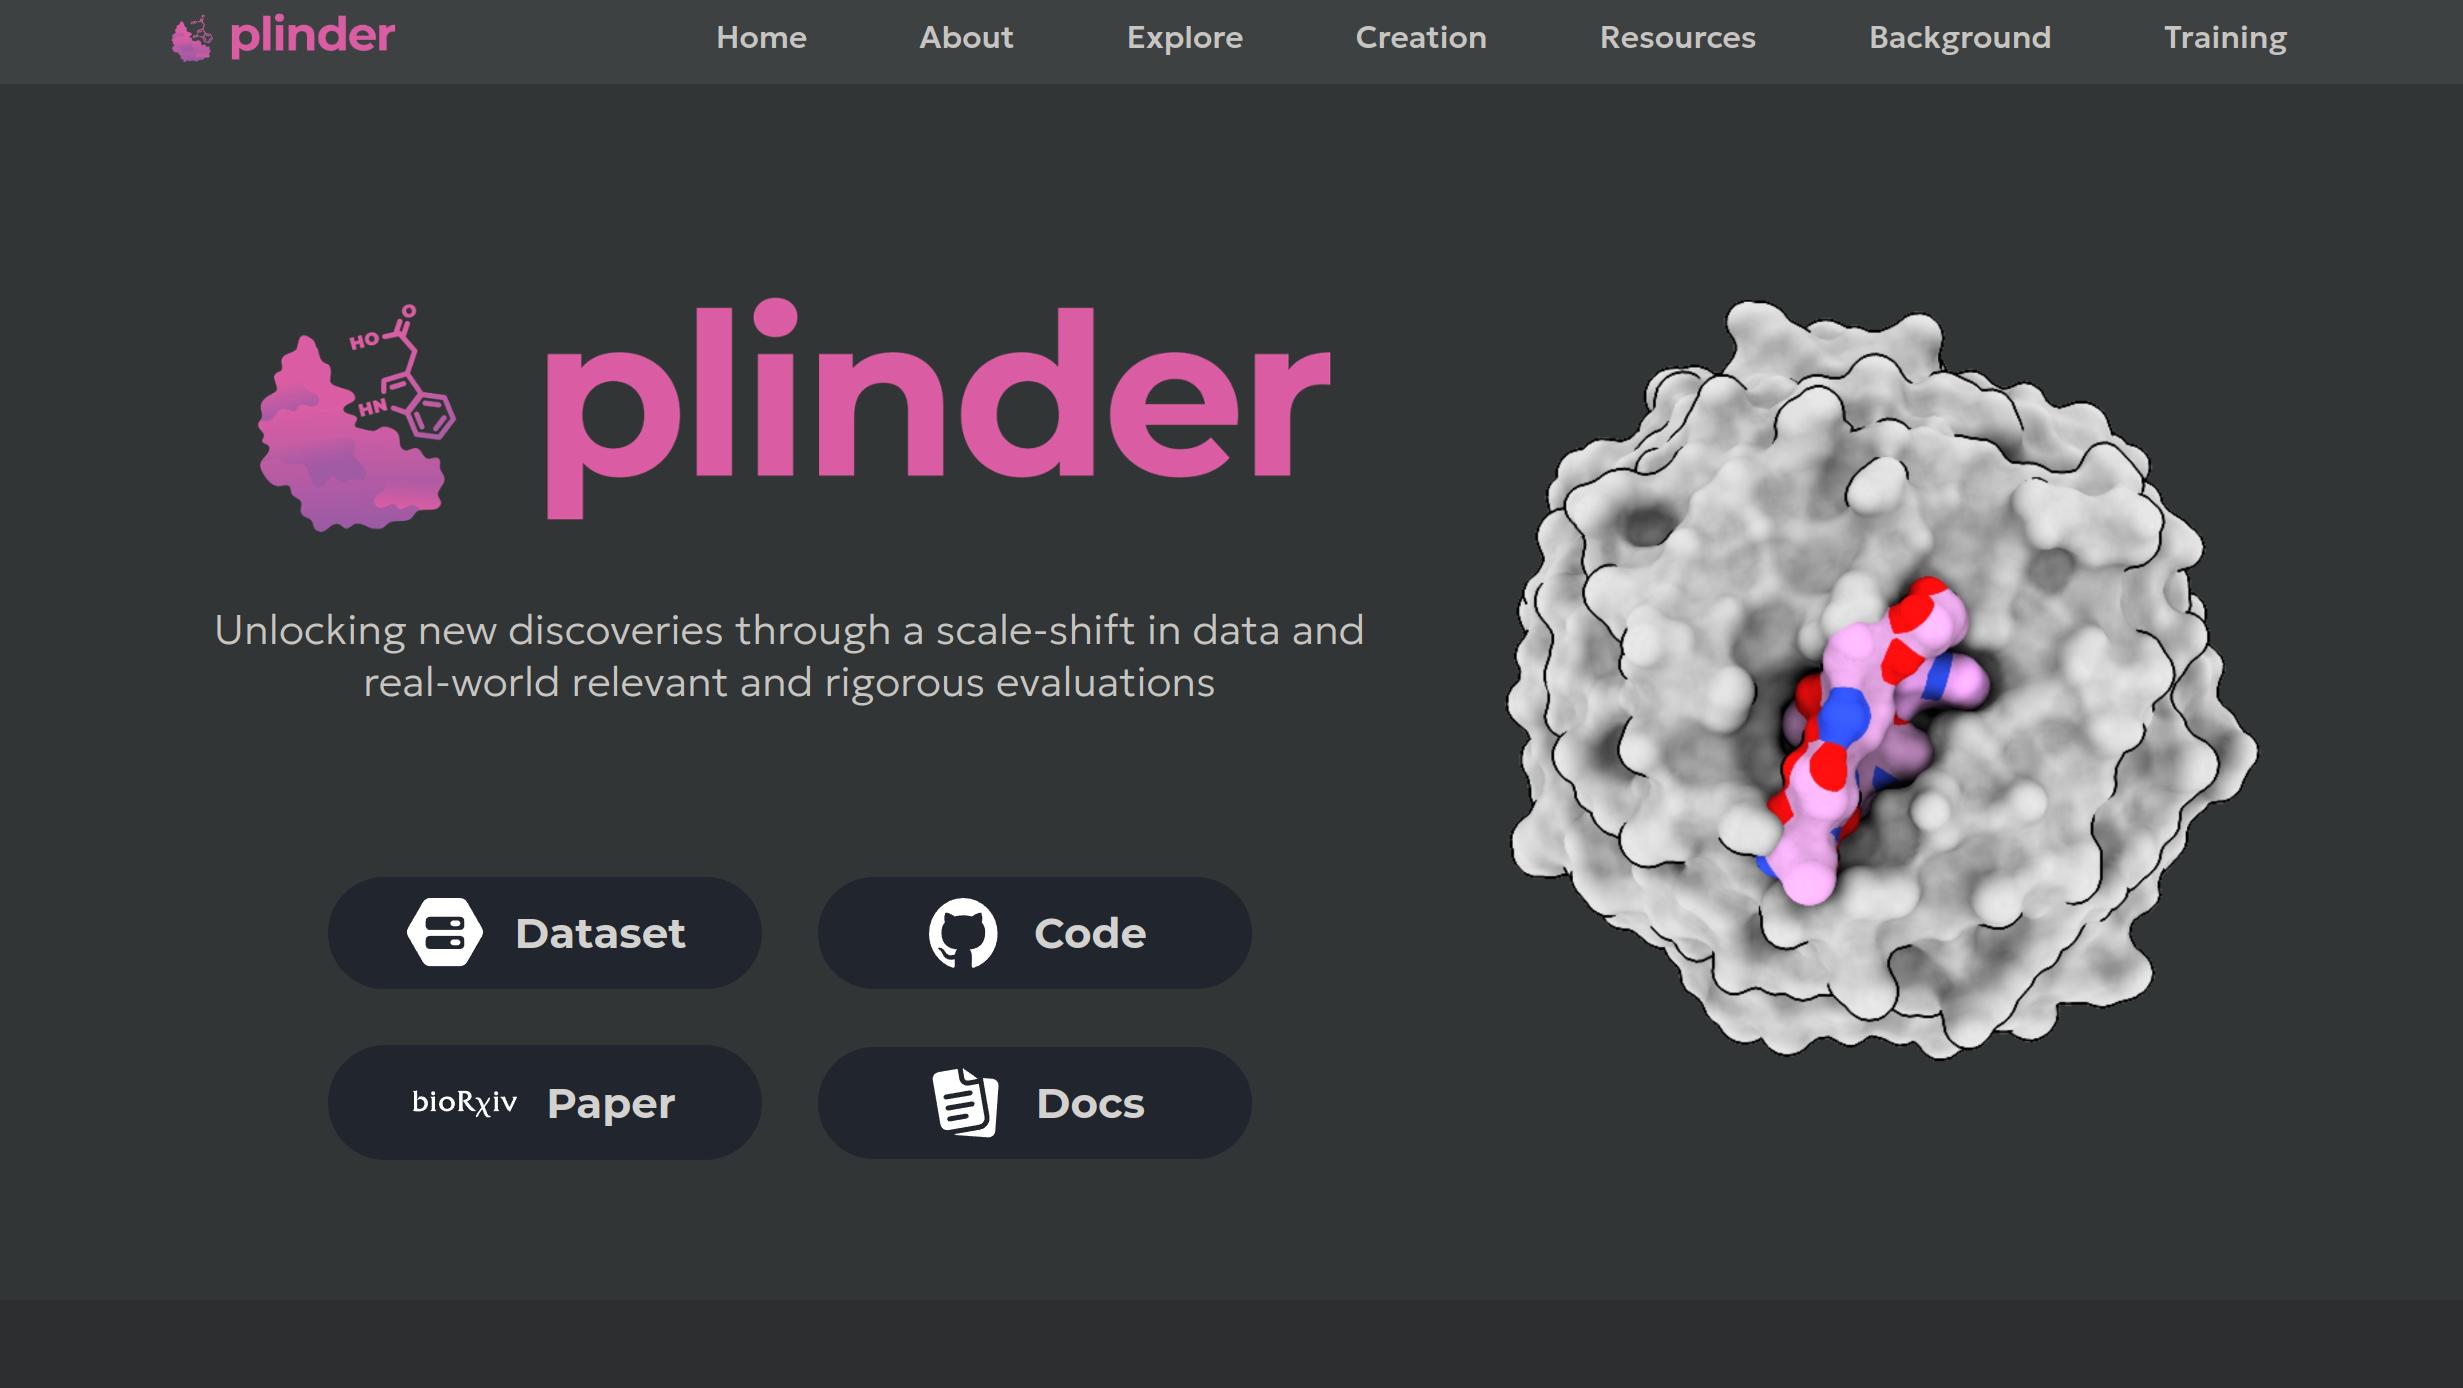 plinder
Home About Explore Creation Resources Background Training
O
HO
HN
plinder
Unlocking new discoveries through a scale-shift in data and
real-world relevant and rigorous evaluations
Dataset
Code
bioRχiv Paper
Docs